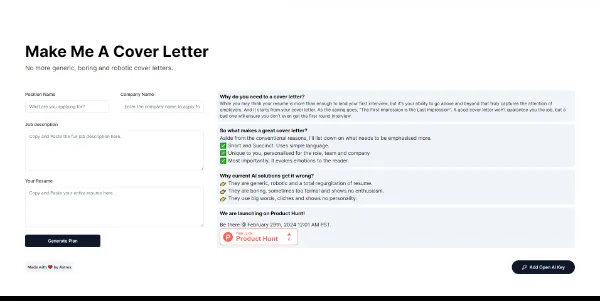 Make Me A Cover Letter
No more generic, boring and robotic cover letters.
Position Name
Company Name
What are you applying for?
Enter the company name to apply fo
Job description
Copy and Paste the full job description here.
Your Resume
Copy and Paste your entire resume here.
Generate Plan
Why do you need to a cover letter?
While you may think your resume is more than enough to land your first interview, but it's your ability to go above and beyond that truly captures the attention of
employers. And it starts from your cover letter. As the saying goes, "The First Impression is the Last Impression". A good cover letter won't guarantee you the job, but a
bad one will ensure you don't even get the first round interview.
So what makes a great cover letter?
Aside from the conventional reasons, I'll list down on what needs to be emphasised more.
✅ Short and Succinct. Uses simple language.
✅ Unique to you, personalised for the role, team and company
✅ Most importantly, it evokes emotions to the reader.
Why current AI solutions get it wrong?
👉 They are generic, robotic and a total regurgitation of resume.
👉 They are boring, sometimes too formal and shows no enthusiasm.
👉 They use big words, cliches and shows no personality.
We are launching on Product Hunt!
Be there @ February 29th, 2024 12:01 AM PST.
Product Hunt
Made with ❤️ by
Add Open AI Key